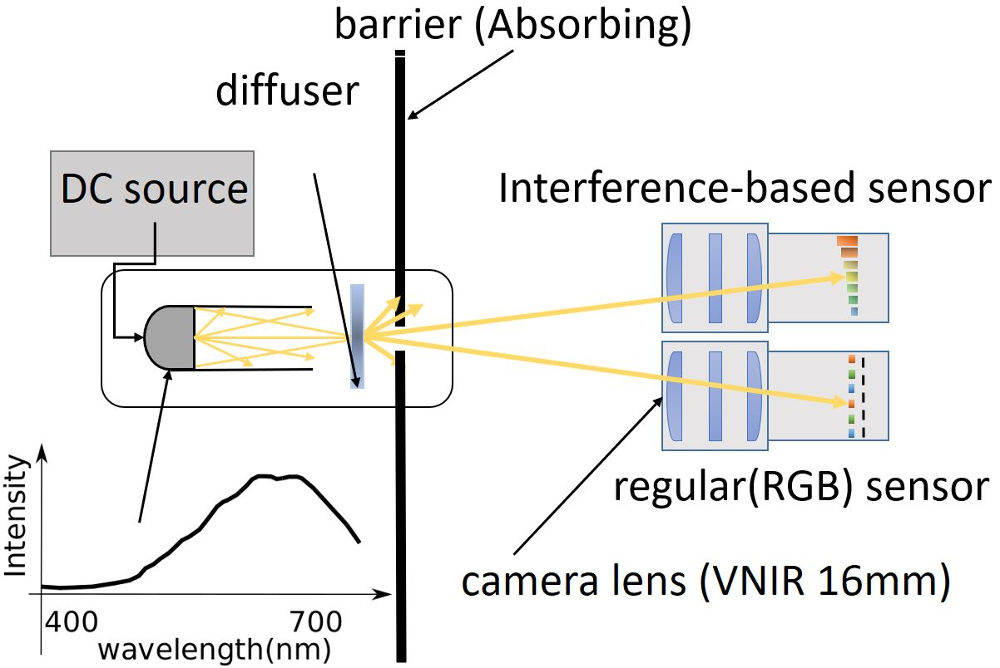 barrier (Absorbing)
diffuser
DC source
Interference-based sensor
regular(RGB) sensor
camera lens (VNIR 16mm)
Intensity
400 700
wavelength(nm)